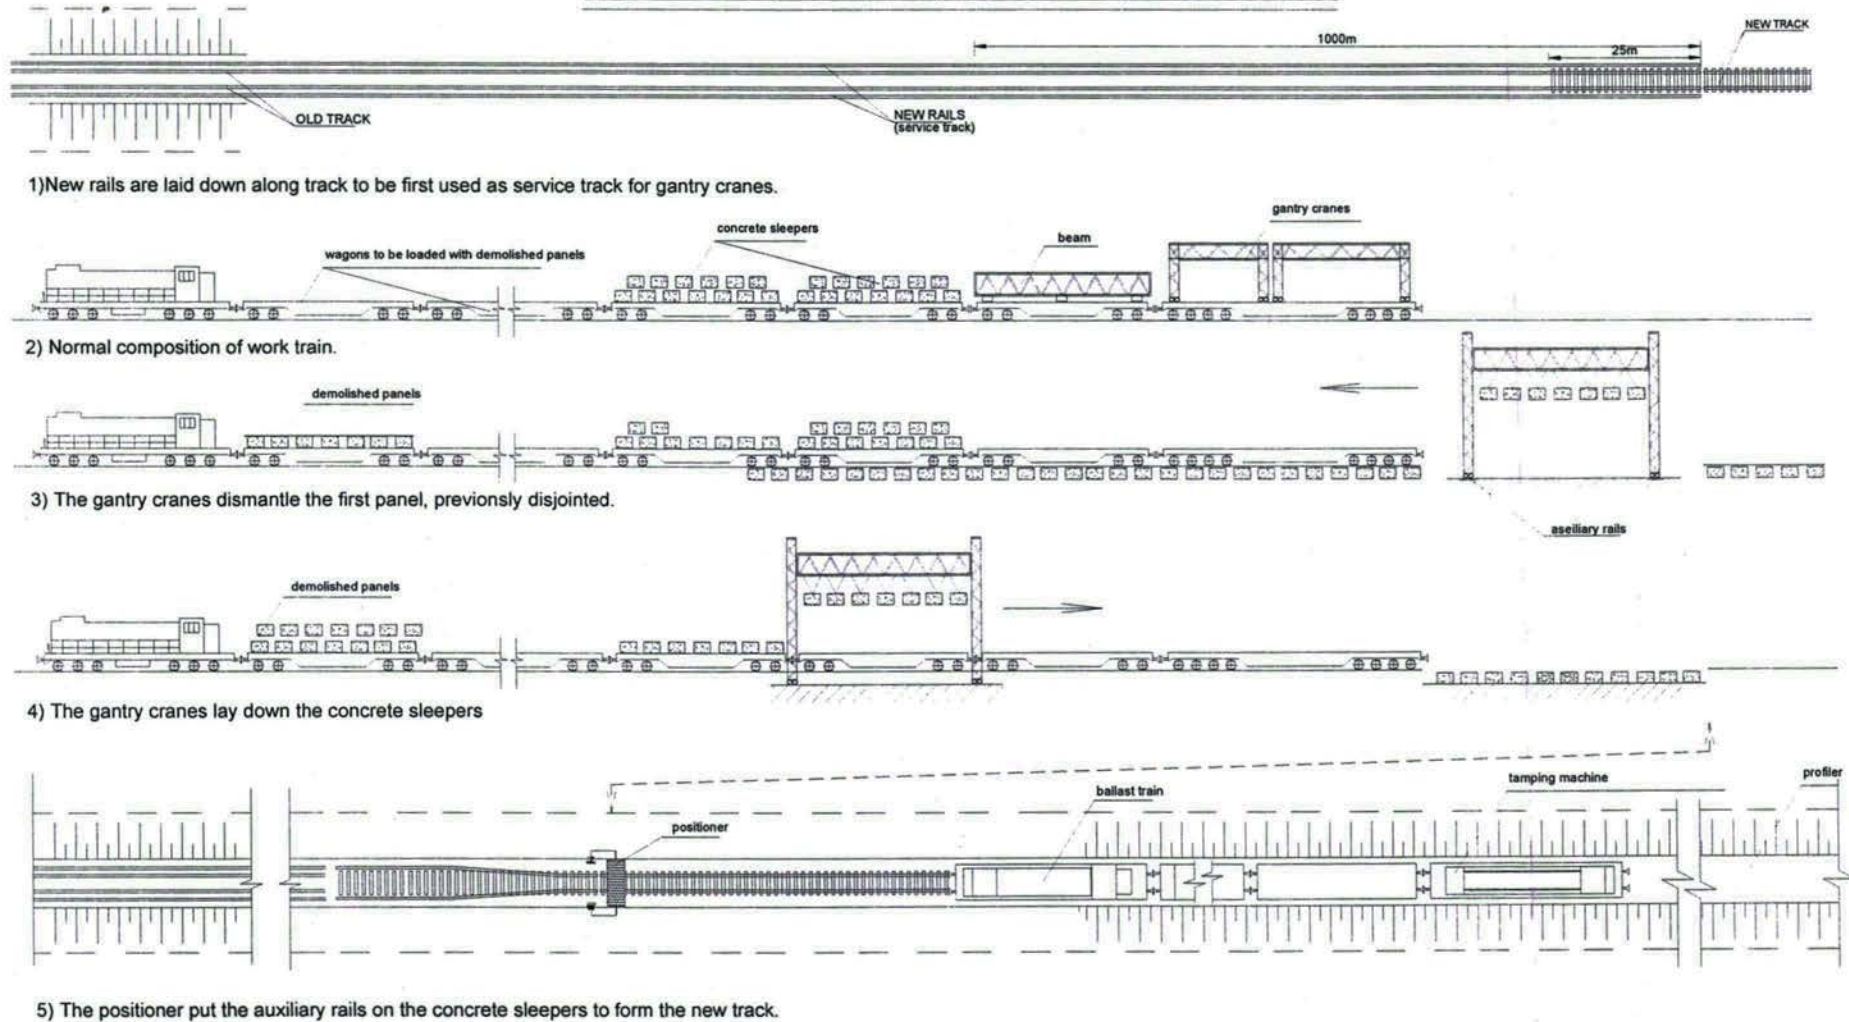 NEW TRACK
1000m
25m
OLD TRACK
NEW RAILS
(service track)
1)New rails are laid down along track to be first used as service track for gantry cranes.
gantry cranes
concrete sleepers
beam
wagons to be loaded with demolished panels
2) Normal composition of work train.
demolished panels
3) The gantry cranes dismantle the first panel, previonsly disjointed.
aseiliary rails
demolished panels
4) The gantry cranes lay down the concrete sleepers
profiler
tamping machine
ballast train
positioner
5) The positioner put the auxiliary rails on the concrete sleepers to form the new track.